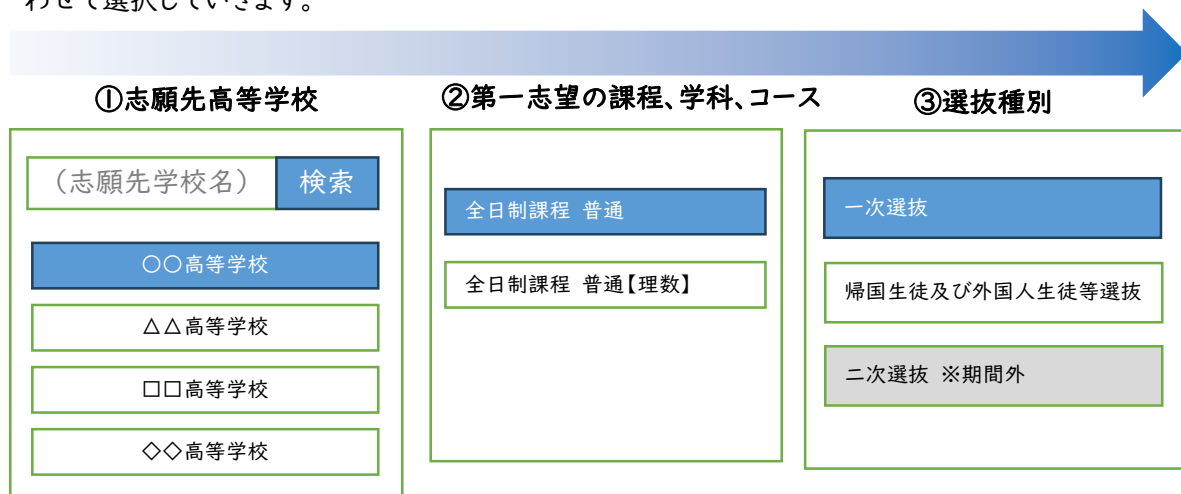 わせて選択していきます。
①志願先高等学校
(志願先学校名) 検索
○○高等学校
△△高等学校
□□高等学校
◇◇高等学校
②第一志望の課程、学科、コース
全日制課程 普通
全日制課程 普通【理数】
③選抜種別
一次選抜
帰国生徒及び外国人生徒等選抜
二次選抜 ※期間外